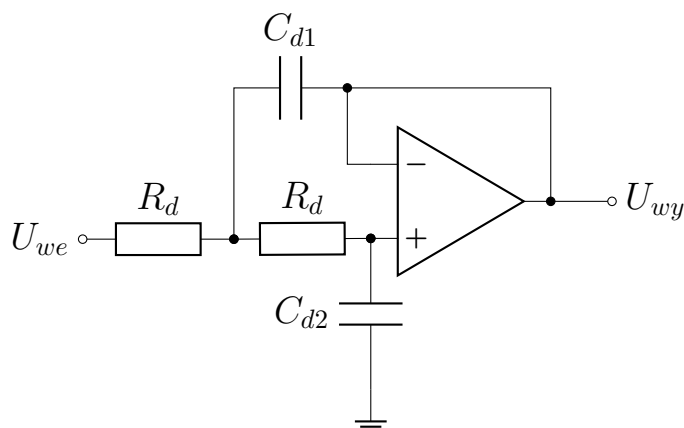 C_{d1}
R_d
R_d
U_{we}
U_{wy}
C_{d2}
−
+